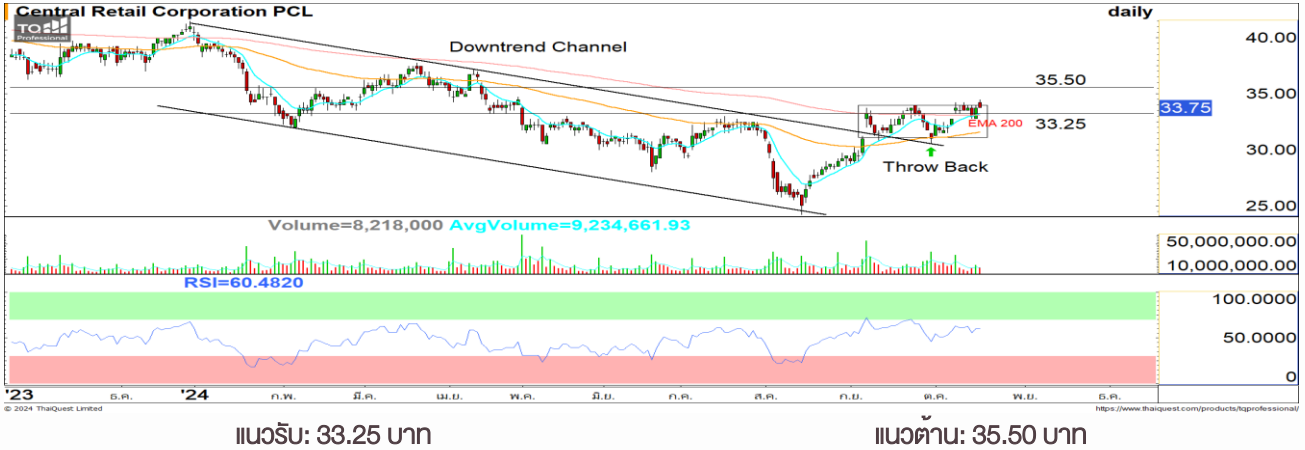 Central Retail Corporation PCL
daily
TQ
Professional
Downtrend Channel
40.00
35.50
35.00
33.75
33.25
EMA 200
30.00
Throw Back
25.00
Volume=8,218,000 AvgVolume=9,234,661.93
50,000,000.00
10,000,000.00
RSI=60.4820
100.0000
50.0000
0
'23 ธ.ค. '24 ก.พ. มี.ค. เม.ย. พ.ค. มิ.ย. ก.ค. ส.ค. ก.ย. ต.ค. พ.ย. ธ.ค.
© 2024 ThaiQuest Limited https://www.thaiquest.com/products/tqprofessional/
แนวรับ: 33.25 บาท แนวต้าน: 35.50 บาท